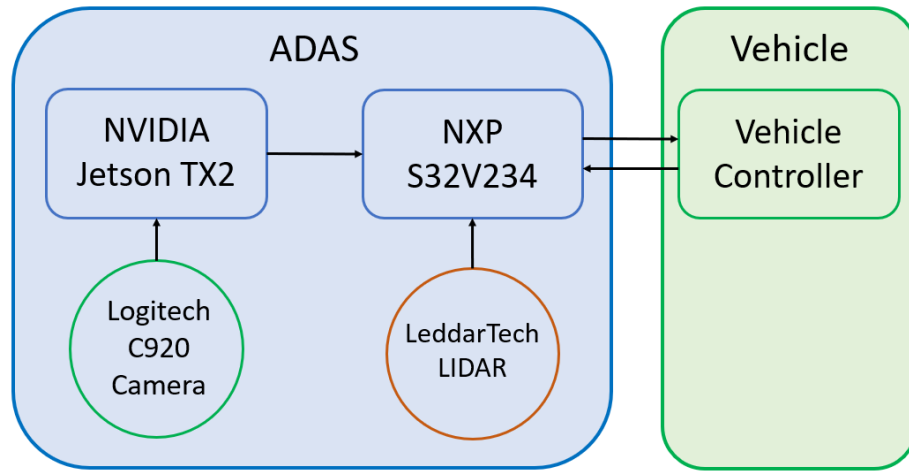 ADAS
Vehicle
NVIDIA
Jetson TX2
NXP
S32V234
Vehicle
Controller
Logitech
C920
Camera
LeddarTech
LIDAR